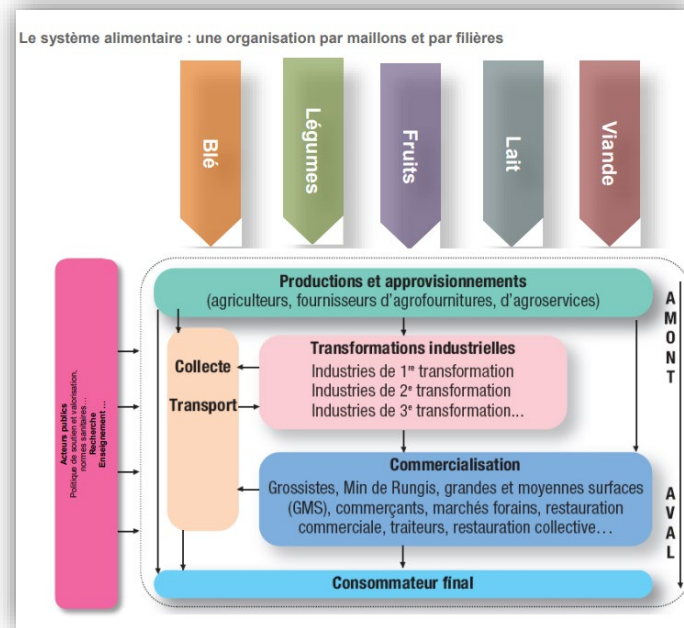 Le système alimentaire : une organisation par maillons et par filières
Blé
Légumes
Fruits
Lait
Viande
Productions et approvisionnements
(agriculteurs, fournisseurs d'agrofournitures, d'agroservices)
Collecte
Transport
Transformations industrielles
Industries de 1re transformation
Industries de 2e transformation
Industries de 3e transformation...
Commercialisation
Grossistes, Min de Rungis, grandes et moyennes surfaces
(GMS), commerçants, marchés forains, restauration
commerciale, traiteurs, restauration collective...
Consommateur final
Acteurs publics
Politique de soutien et valorisation,
normes sanitaires...
Recherche
Enseignement ...
AMONT
AVAL